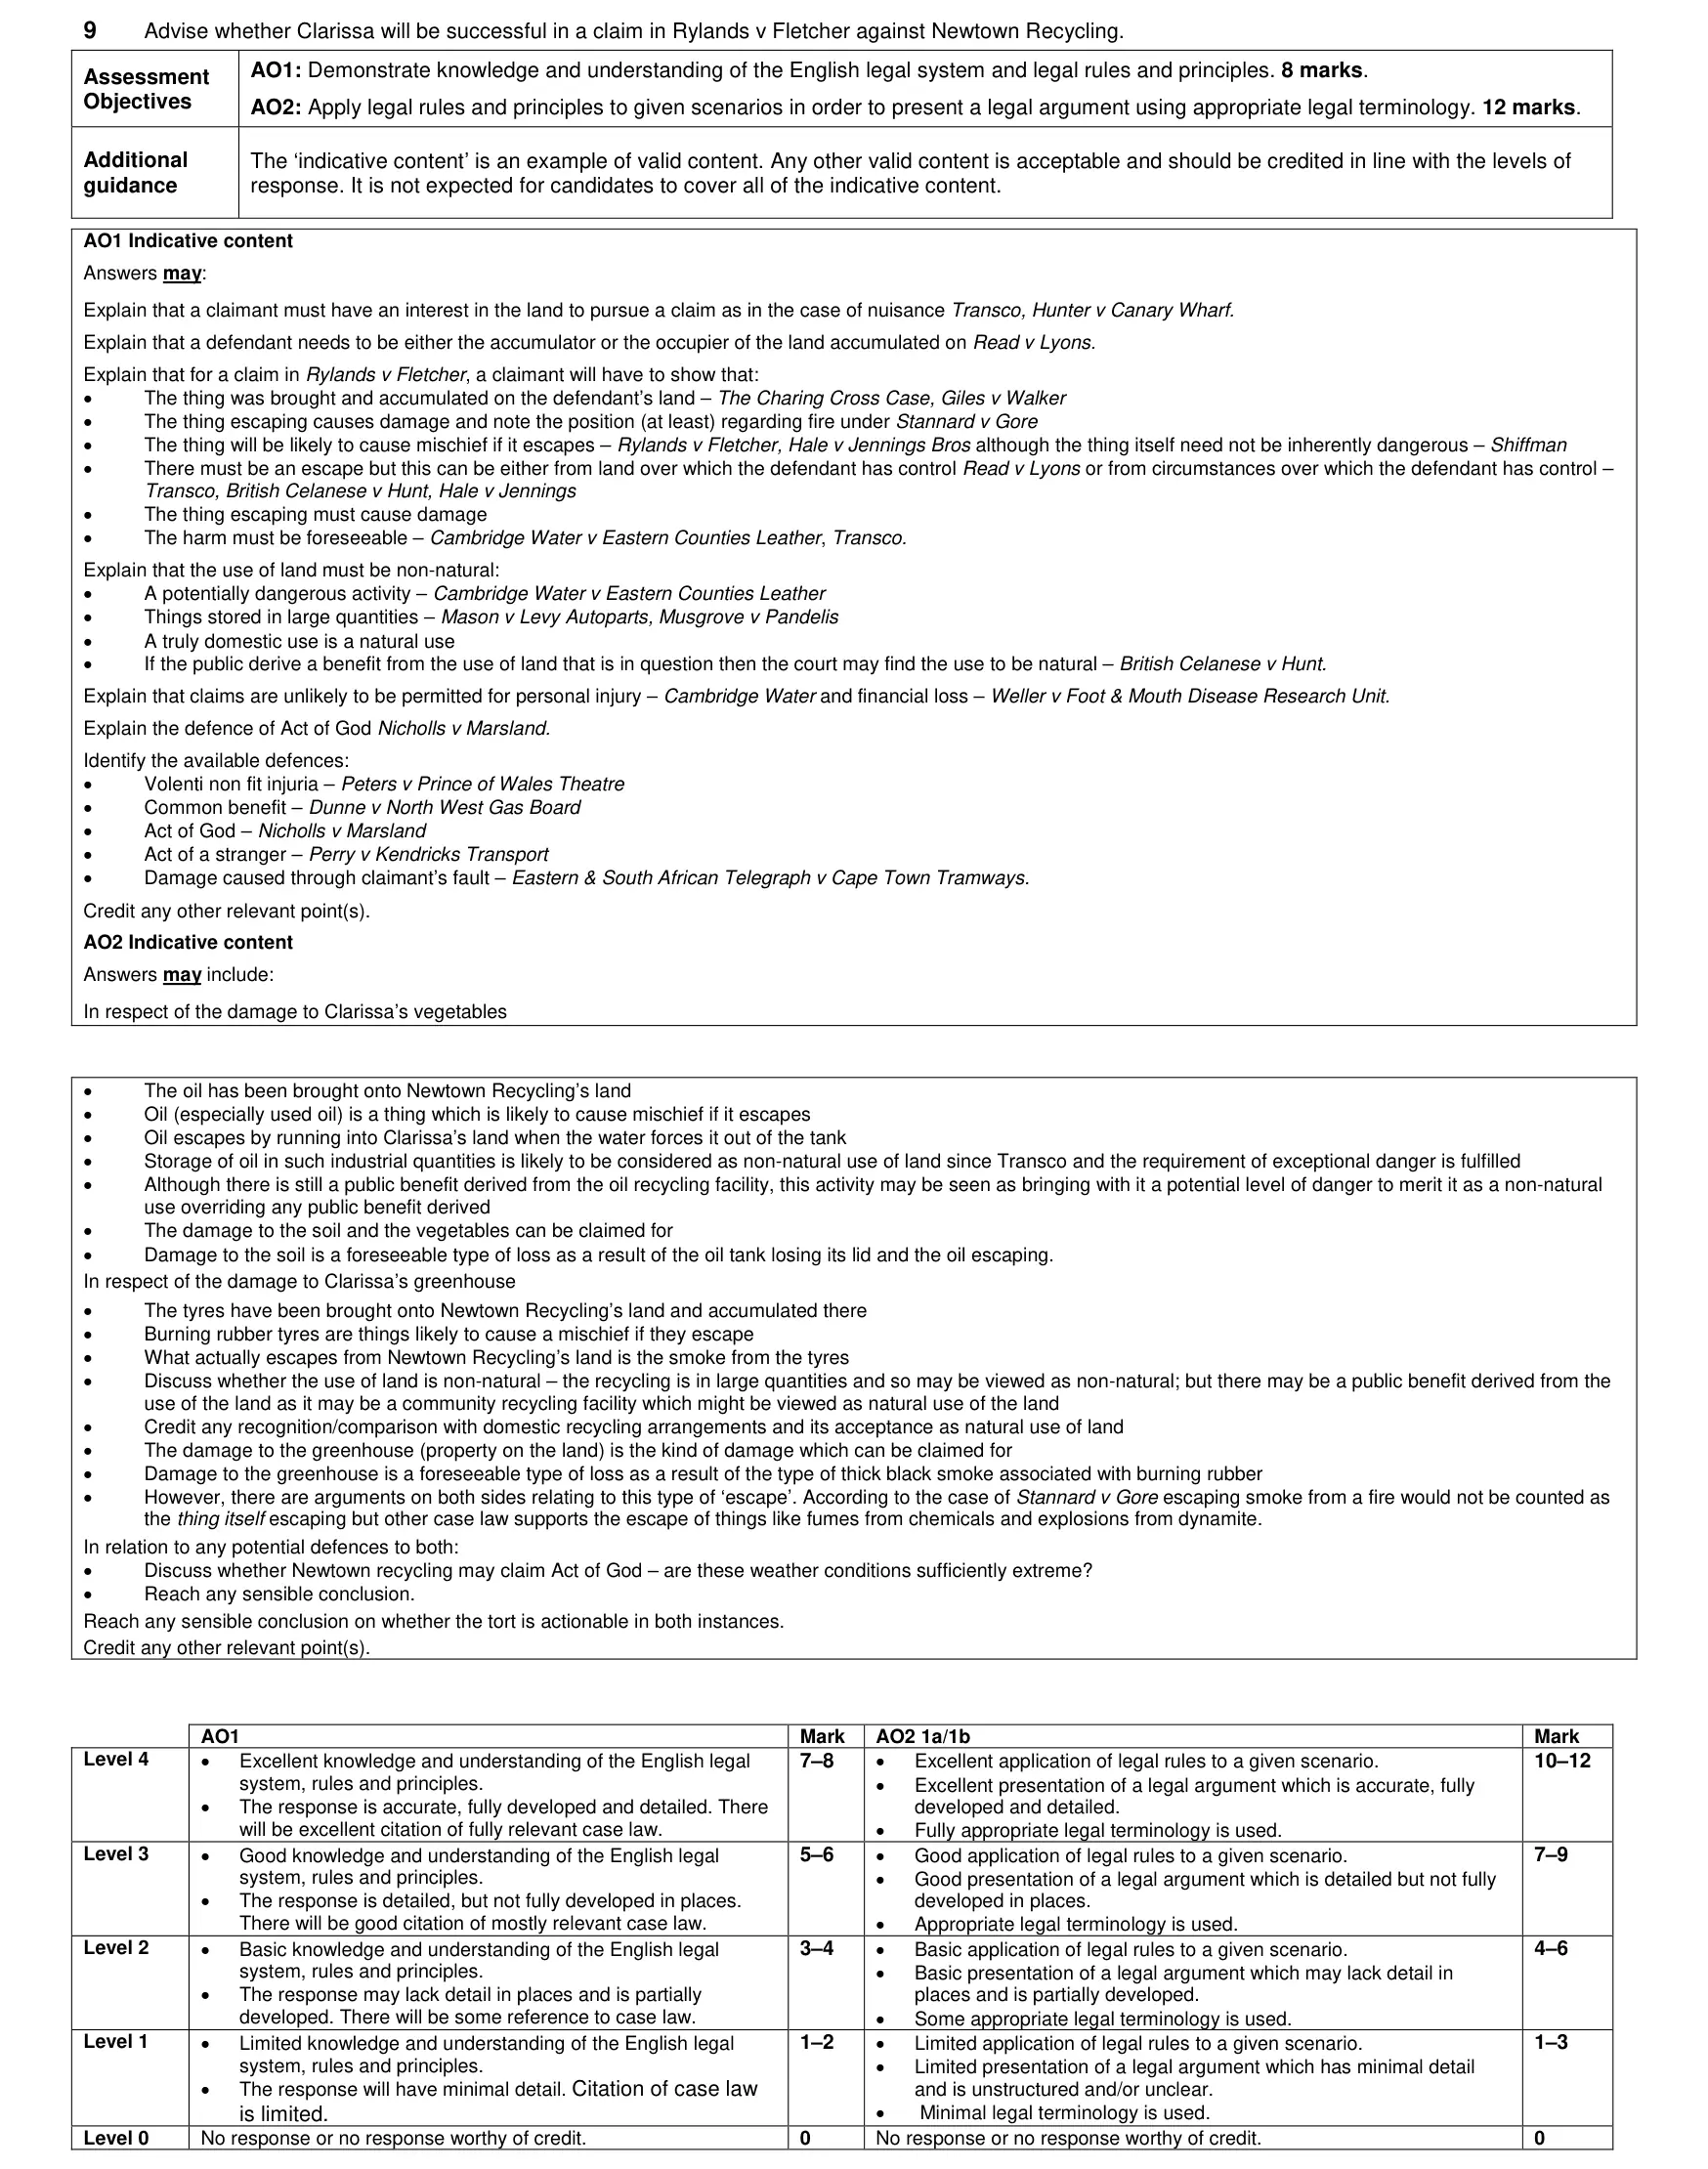 9 Advise whether Clarissa will be successful in a claim in Rylands v Fletcher against Newtown Recycling.
Assessment Objectives
AO1: Demonstrate knowledge and understanding of the English legal system and legal rules and principles. 8 marks.
AO2: Apply legal rules and principles to given scenarios in order to present a legal argument using appropriate legal terminology. 12 marks.
Additional guidance
The ‘indicative content’ is an example of valid content. Any other valid content is acceptable and should be credited in line with the levels of
response. It is not expected for candidates to cover all of the indicative content.
AO1 Indicative content
Answers may:
Explain that a claimant must have an interest in the land to pursue a claim as in the case of nuisance Transco, Hunter v Canary Wharf.
Explain that a defendant needs to be either the accumulator or the occupier of the land accumulated on Read v Lyons.
Explain that for a claim in Rylands v Fletcher, a claimant will have to show that:
• The thing was brought and accumulated on the defendant’s land – The Charing Cross Case, Giles v Walker
• The thing escaping causes damage and note the position (at least) regarding fire under Stannard v Gore
• The thing will be likely to cause mischief if it escapes – Rylands v Fletcher, Hale v Jennings Bros although the thing itself need not be inherently dangerous – Shiffman
• There must be an escape but this can be either from land over which the defendant has control Read v Lyons or from circumstances over which the defendant has control –
Transco, British Celanese v Hunt, Hale v Jennings
• The thing escaping must cause damage
• The harm must be foreseeable – Cambridge Water v Eastern Counties Leather, Transco.
Explain that the use of land must be non-natural:
• A potentially dangerous activity – Cambridge Water v Eastern Counties Leather
• Things stored in large quantities – Mason v Levy Autoparts, Musgrove v Pandelis
• A truly domestic use is a natural use
• If the public derive a benefit from the use of land that is in question then the court may find the use to be natural – British Celanese v Hunt.
Explain that claims are unlikely to be permitted for personal injury – Cambridge Water and financial loss – Weller v Foot & Mouth Disease Research Unit.
Explain the defence of Act of God Nicholls v Marsland.
Identify the available defences:
• Volenti non fit injuria – Peters v Prince of Wales Theatre
• Common benefit – Dunne v North West Gas Board
• Act of God – Nicholls v Marsland
• Act of a stranger – Perry v Kendricks Transport
• Damage caused through claimant’s fault – Eastern & South African Telegraph v Cape Town Tramways.
Credit any other relevant point(s).
AO2 Indicative content
Answers may include:
In respect of the damage to Clarissa’s vegetables
• The oil has been brought onto Newtown Recycling’s land
• Oil (especially used oil) is a thing which is likely to cause mischief if it escapes
• Oil escapes by running into Clarissa’s land when the water forces it out of the tank
• Storage of oil in such industrial quantities is likely to be considered as non-natural use of land since Transco and the requirement of exceptional danger is fulfilled
• Although there is still a public benefit derived from the oil recycling facility, this activity may be seen as bringing with it a potential level of danger to merit it as a non-natural
use overriding any public benefit derived
• The damage to the soil and the vegetables can be claimed for
• Damage to the soil is a foreseeable type of loss as a result of the oil tank losing its lid and the oil escaping.
In respect of the damage to Clarissa’s greenhouse
• The tyres have been brought onto Newtown Recycling’s land and accumulated there
• Burning rubber tyres are things likely to cause a mischief if they escape
• What actually escapes from Newtown Recycling’s land is the smoke from the tyres
• Discuss whether the use of land is non-natural – the recycling is in large quantities and so may be viewed as non-natural; but there may be a public benefit derived from the
use of the land as it may be a community recycling facility which might be viewed as natural use of the land
• Credit any recognition/comparison with domestic recycling arrangements and its acceptance as natural use of land
• The damage to the greenhouse (property on the land) is the kind of damage which can be claimed for
• Damage to the greenhouse is a foreseeable type of loss as a result of the type of thick black smoke associated with burning rubber
• However, there are arguments on both sides relating to this type of ‘escape’. According to the case of Stannard v Gore escaping smoke from a fire would not be counted as
the thing itself escaping but other case law supports the escape of things like fumes from chemicals and explosions from dynamite.
In relation to any potential defences to both:
• Discuss whether Newtown recycling may claim Act of God – are these weather conditions sufficiently extreme?
• Reach any sensible conclusion.
Reach any sensible conclusion on whether the tort is actionable in both instances.
Credit any other relevant point(s).
AO1 Mark AO2 1a/1b Mark
Level 4
• Excellent knowledge and understanding of the English legal
system, rules and principles.
• The response is accurate, fully developed and detailed. There
will be excellent citation of fully relevant case law.
7–8
• Excellent application of legal rules to a given scenario.
• Excellent presentation of a legal argument which is accurate, fully
developed and detailed.
• Fully appropriate legal terminology is used.
10–12
Level 3
• Good knowledge and understanding of the English legal
system, rules and principles.
• The response is detailed, but not fully developed in places.
There will be good citation of mostly relevant case law.
5–6
• Good application of legal rules to a given scenario.
• Good presentation of a legal argument which is detailed but not fully
developed in places.
• Appropriate legal terminology is used.
7–9
Level 2
• Basic knowledge and understanding of the English legal
system, rules and principles.
• The response may lack detail in places and is partially
developed. There will be some reference to case law.
3–4
• Basic application of legal rules to a given scenario.
• Basic presentation of a legal argument which may lack detail in
places and is partially developed.
• Some appropriate legal terminology is used.
4–6
Level 1
• Limited knowledge and understanding of the English legal
system, rules and principles.
• The response will have minimal detail. Citation of case law
is limited.
1–2
• Limited application of legal rules to a given scenario.
• Limited presentation of a legal argument which has minimal detail
and is unstructured and/or unclear.
• Minimal legal terminology is used.
1–3
Level 0
No response or no response worthy of credit.
0
No response or no response worthy of credit.
0